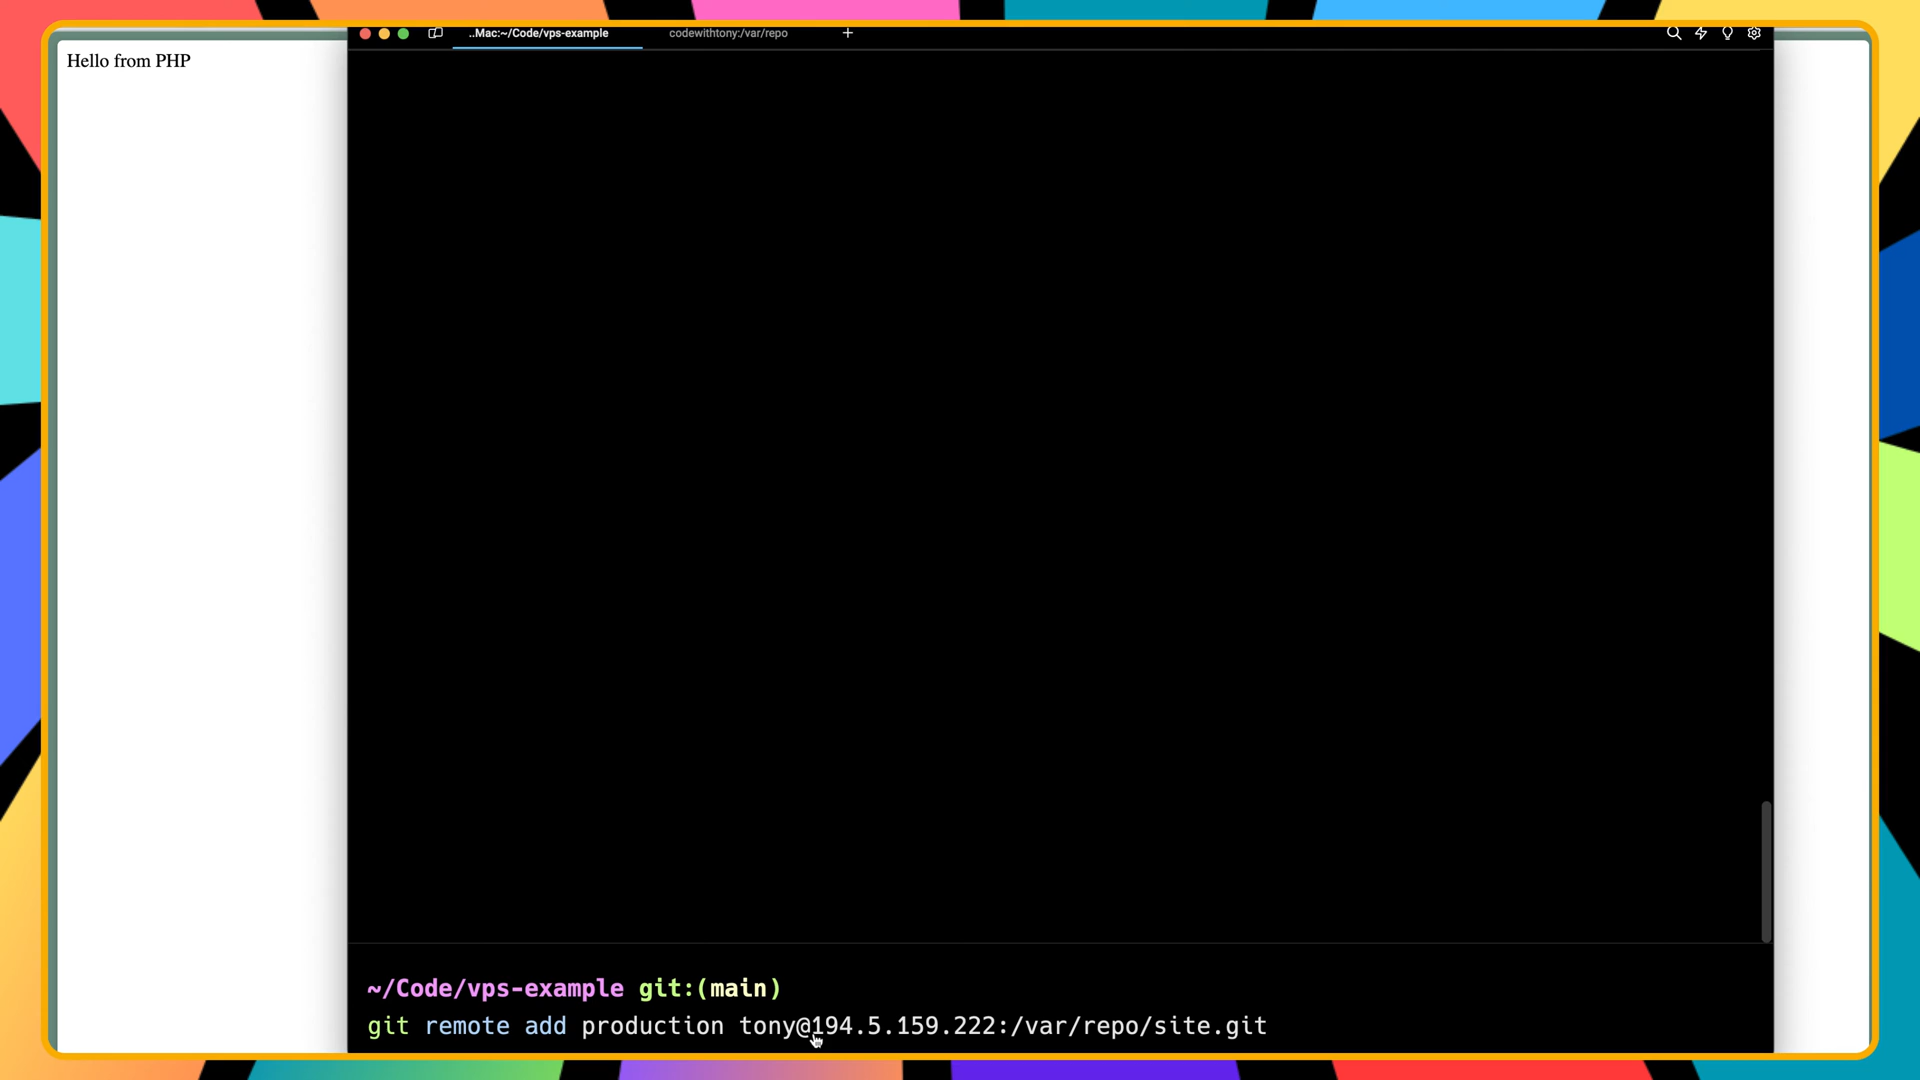 Hello from PHP
..Mac:~/Code/vps-example
codewithtony:/var/repo
~/Code/vps-example git:(main)
git remote add production tony@194.5.159.222:/var/repo/site.git